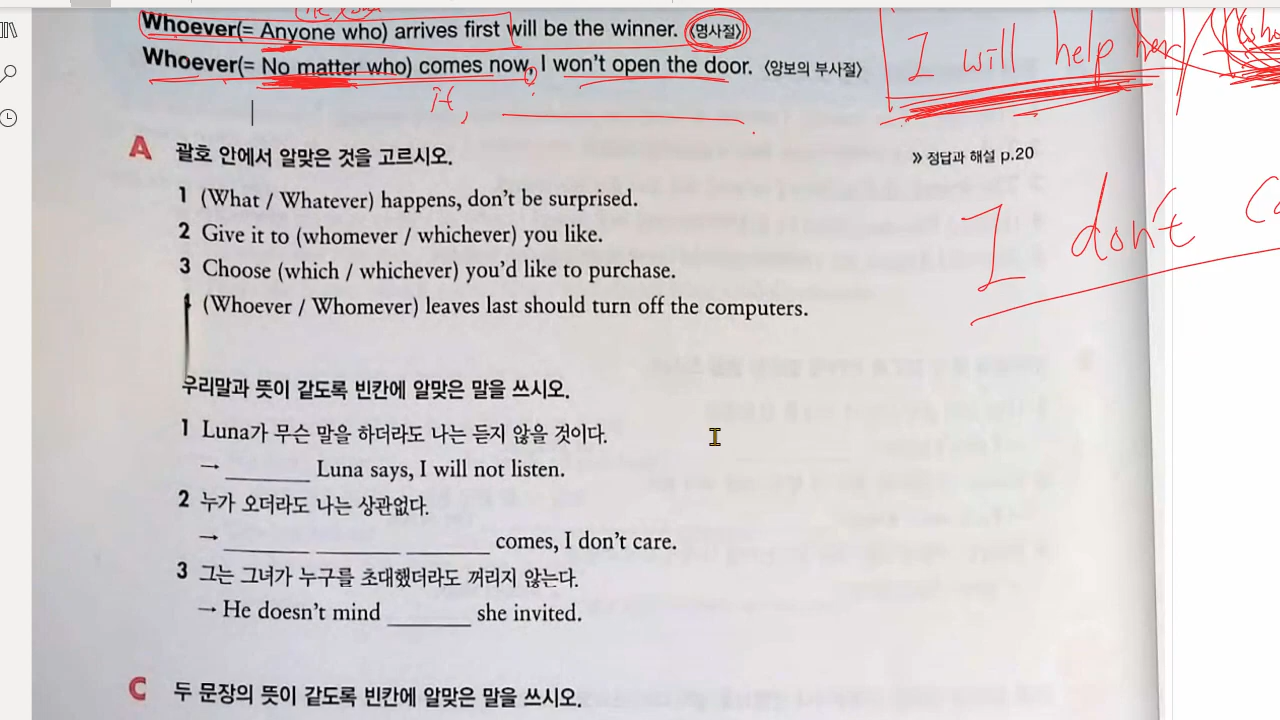 Whoever(= Anyone who) arrives first will be the winner. 〈명사절〉
Whoever(= No matter who) comes now, I won't open the door. 〈양보의 부사절〉
I will help her
H,
A 괄호 안에서 알맞은 것을 고르시오.
» 정답과 해설 p.20
I don't
1 (What / Whatever) happens, don't be surprised.
2 Give it to (whomever / whichever) you like.
3 Choose (which / whichever) you'd like to purchase.
(Whoever / Whomever) leaves last should turn off the computers.
우리말과 뜻이 같도록 빈칸에 알맞은 말을 쓰시오.
1 Luna가 무슨 말을 하더라도 나는 듣지 않을 것이다.
→ ________ Luna says, I will not listen.
2 누가 오더라도 나는 상관없다.
→ ________ ________ ________ comes, I don't care.
3 그는 그녀가 누구를 초대했더라도 꺼리지 않는다.
→ He doesn't mind ________ she invited.
C 두 문장의 뜻이 같도록 빈칸에 알맞은 말을 쓰시오.